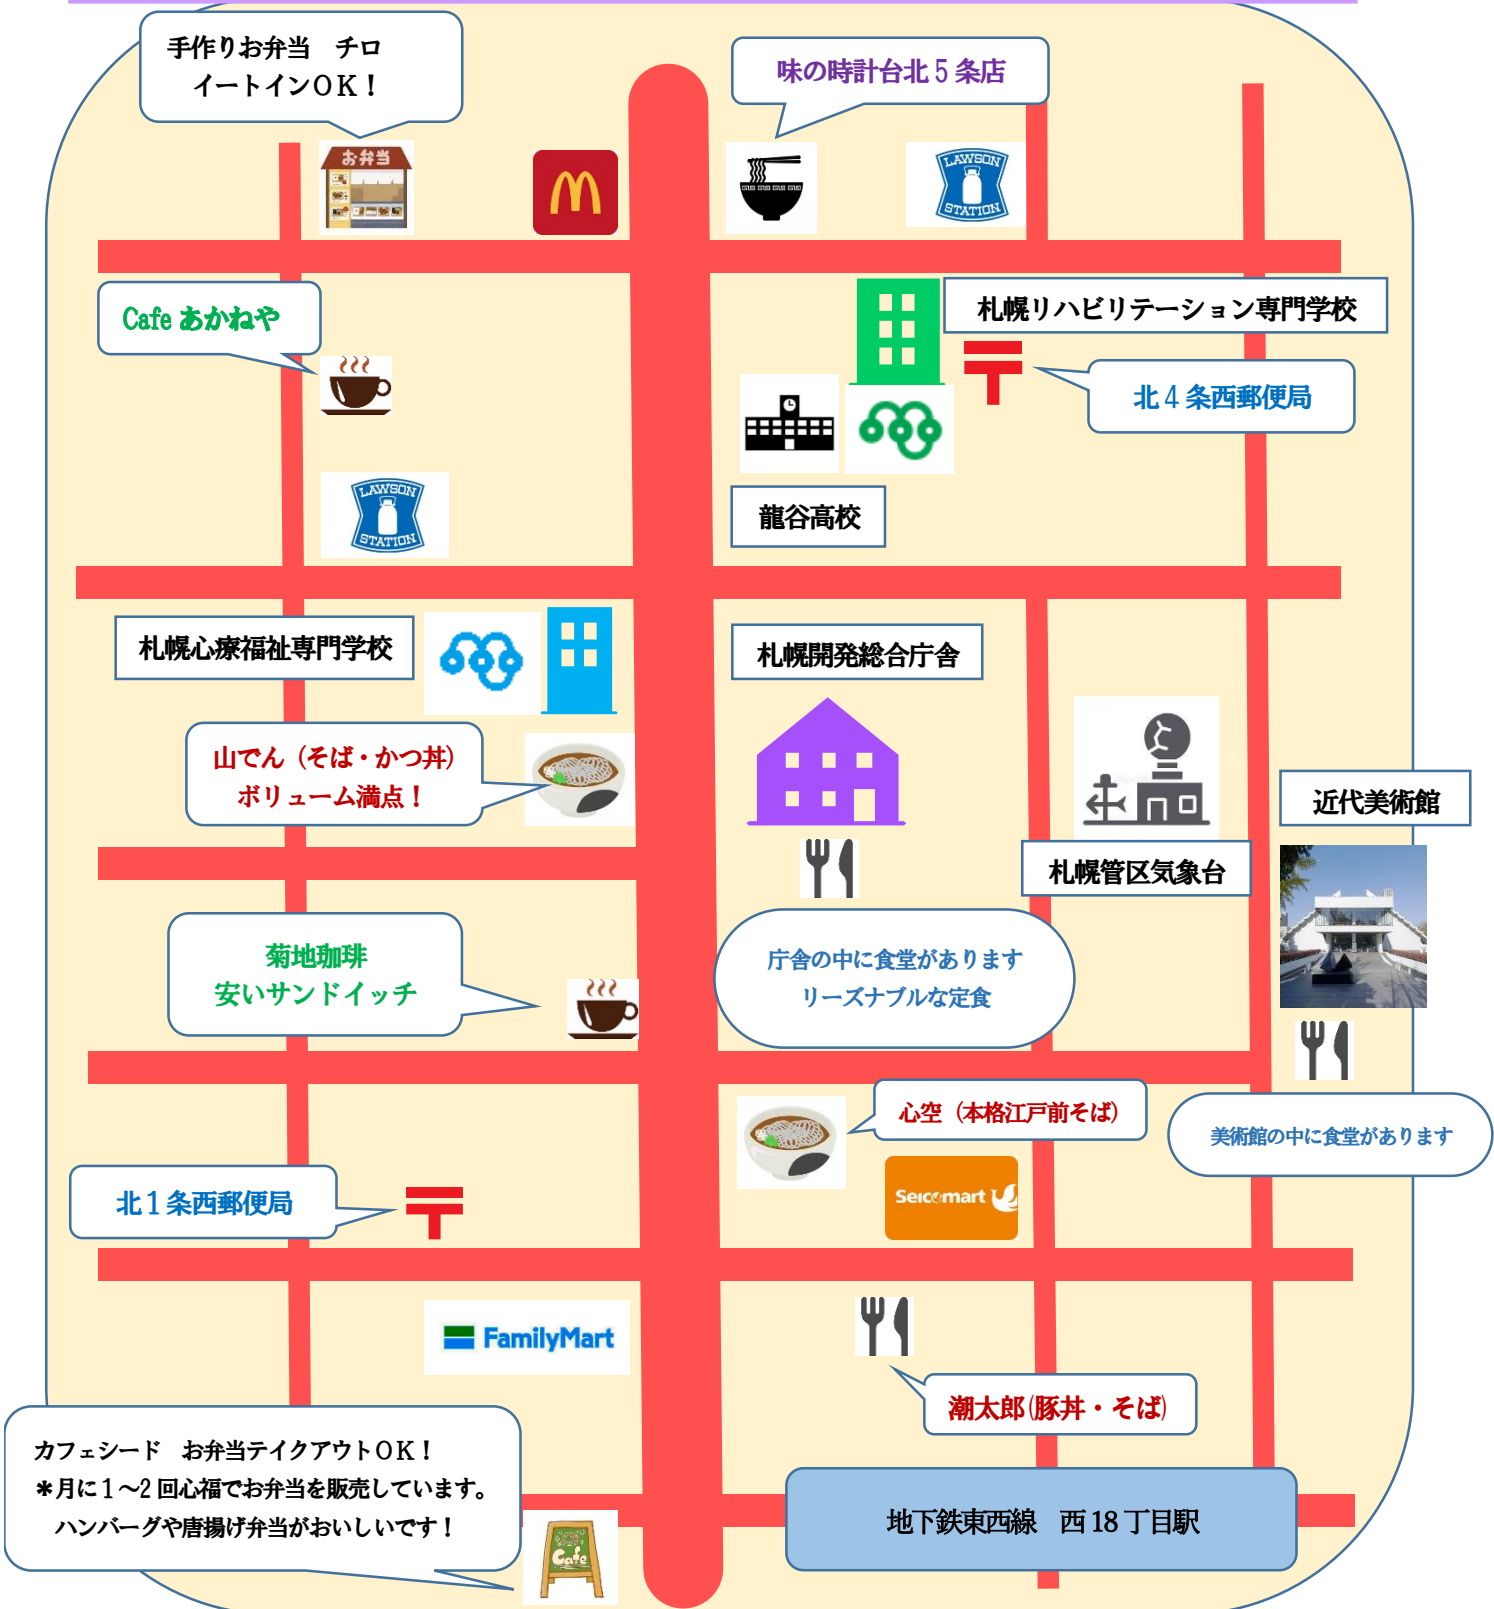 手作りお弁当　チロ
イートインＯＫ！
味の時計台北５条店
お弁当
LAWSON
STATION
Cafe あかねや
札幌リハビリテーション専門学校
北４条西郵便局
LAWSON
STATION
龍谷高校
札幌心療福祉専門学校
札幌開発総合庁舎
山でん（そば・かつ丼）
ボリューム満点！
近代美術館
札幌管区気象台
菊地珈琲
安いサンドイッチ
庁舎の中に食堂があります
リーズナブルな定食
心空（本格江戸前そば）
美術館の中に食堂があります
Seicomart
北１条西郵便局
FamilyMart
潮太郎(豚丼・そば)
カフェシード　お弁当テイクアウトＯＫ！
＊月に１～2 回心福でお弁当を販売しています。
ハンバーグや唐揚げ弁当がおいしいです！
Cafe
地下鉄東西線　西 18 丁目駅